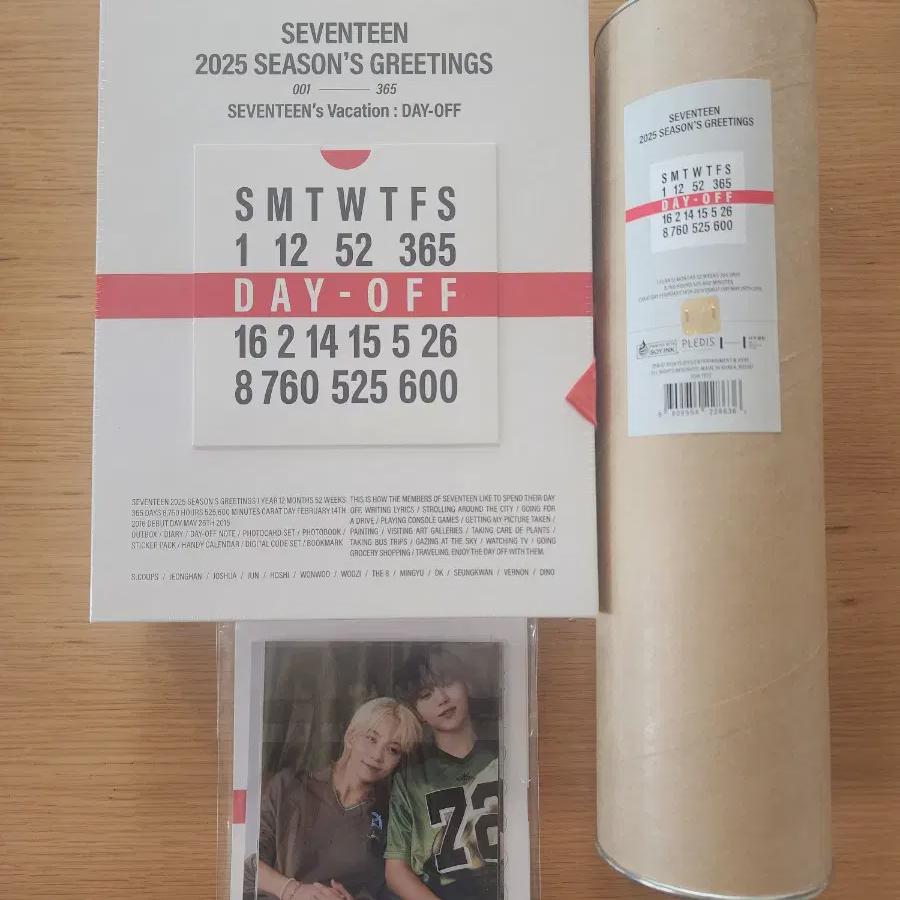 SEVENTEEN
2025 SEASON'S GREETINGS
001 365
SEVENTEEN's Vacation : DAY-OFF
S M T W T F S
1 12 52 365
DAY-OFF
16 2 14 15 5 26
8 760 525 600
SEVENTEEN 2025 SEASON'S GREETINGS 1 YEAR 12 MONTHS 52 WEEKS
365 DAYS 8,760 HOURS 525,600 MINUTES CARAT DAY FEBRUARY 14TH
2016 DEBUT DAY MAY 26TH 2015
OUTBOX / DIARY / DAY-OFF NOTE / PHOTOCARD SET / PHOTOBOOK /
STICKER PACK / HANDY CALENDAR / DIGITAL CODE SET / BOOKMARK
THIS IS HOW THE MEMBERS OF SEVENTEEN LIKE TO SPEND THEIR DAY
OFF. WRITING LYRICS / STROLLING AROUND THE CITY / GOING FOR
A DRIVE / PLAYING CONSOLE GAMES / GETTING MY PICTURE TAKEN /
PAINTING / VISITING ART GALLERIES / TAKING CARE OF PLANTS /
TAKING BUS TRIPS / GAZING AT THE SKY / WATCHING TV / GOING
GROCERY SHOPPING / TRAVELING. ENJOY THE DAY OFF WITH THEM.
S.COUPS / JEONGHAN / JOSHUA / JUN / HOSHI / WONWOO / WOOZI / THE 8 / MINGYU / DK / SEUNGKWAN / VERNON / DINO
SEVENTEEN
2025 SEASON'S GREETINGS
S M T W T F S
1 12 52 365
DAY-OFF
16 2 14 15 5 26
8 760 525 600
SOY INK
PLEDIS
HYBE
72